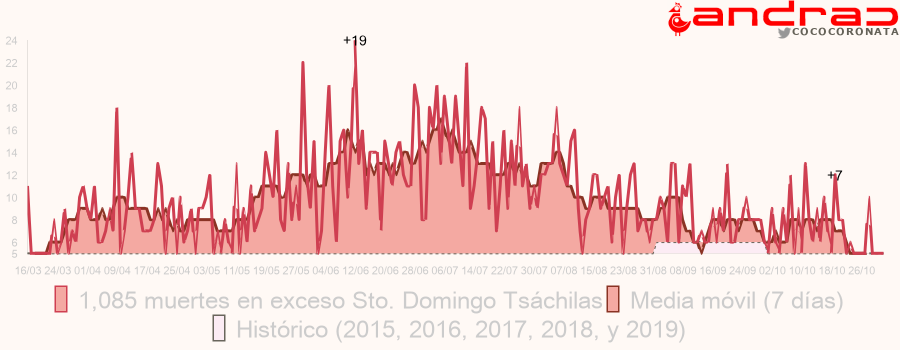 andrab
COCOCORONATA
+19
+7
24
22
20
18
16
14
12
10
8
6
5
16/03 24/03 01/04 09/04 17/04 25/04 03/05 11/05 19/05 27/05 04/06 12/06 20/06 28/06 06/07 14/07 22/07 30/07 07/08 15/08 23/08 31/08 08/09 16/09 24/09 02/10 10/10 18/10 26/10
1,085 muertes en exceso Sto. Domingo Tsáchilas Media móvil (7 días)
Histórico (2015, 2016, 2017, 2018, y 2019)